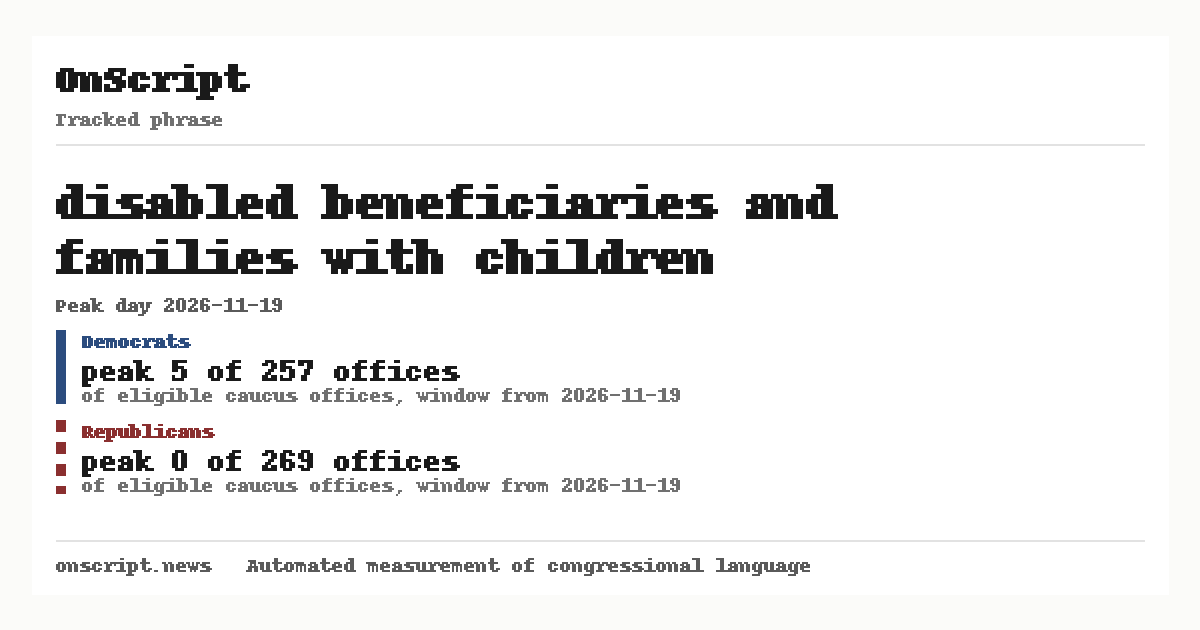 OnScript
Tracked phrase
disabled beneficiaries and
families with children
Peak day 2026-11-19
Democrats
peak 5 of 257 offices
of eligible caucus offices, window from 2026-11-19
Republicans
peak 0 of 269 offices
of eligible caucus offices, window from 2026-11-19
onscript.news Automated measurement of congressional language